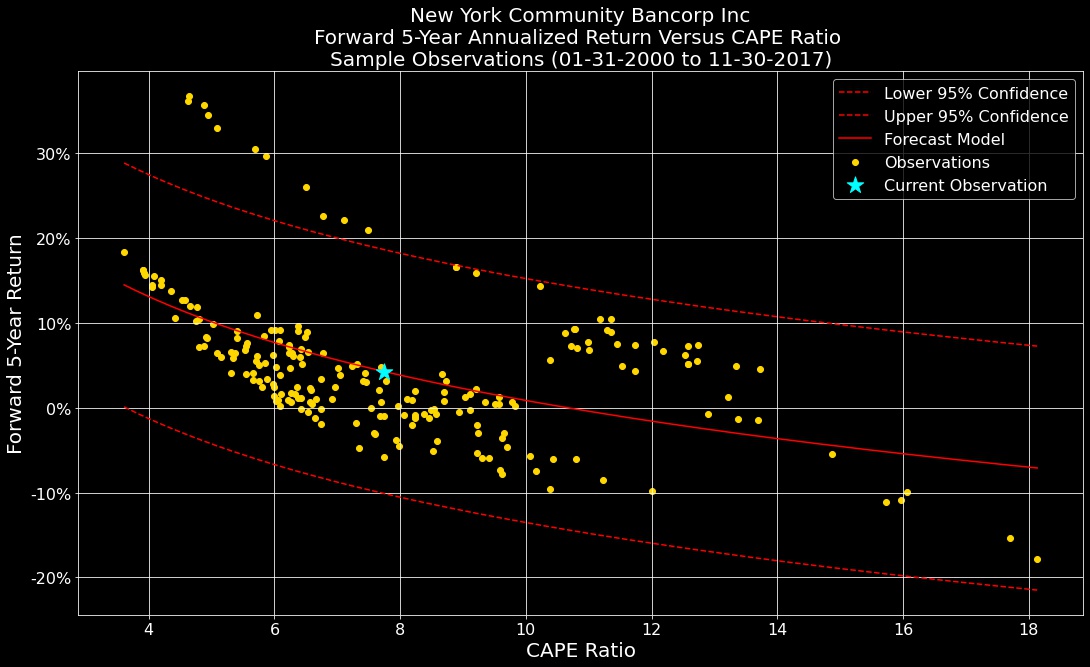 New York Community Bancorp Inc
Forward 5-Year Annualized Return Versus CAPE Ratio
Sample Observations (01-31-2000 to 11-30-2017)
Lower 95% Confidence
Upper 95% Confidence
Forecast Model
Observations
Current Observation
Forward 5-Year Return
30%
20%
10%
0%
-10%
-20%
4 6 8 10 12 14 16 18
CAPE Ratio